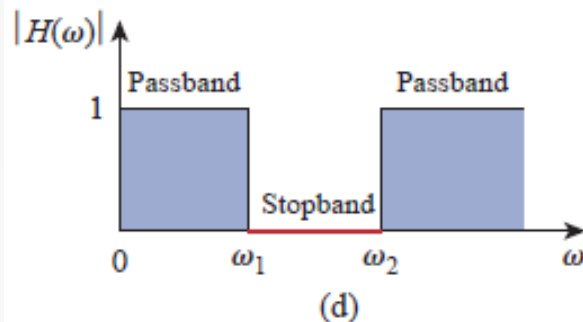 |H(ω)|
Passband Passband
1
Stopband
0 ω1 ω2 ω
(d)